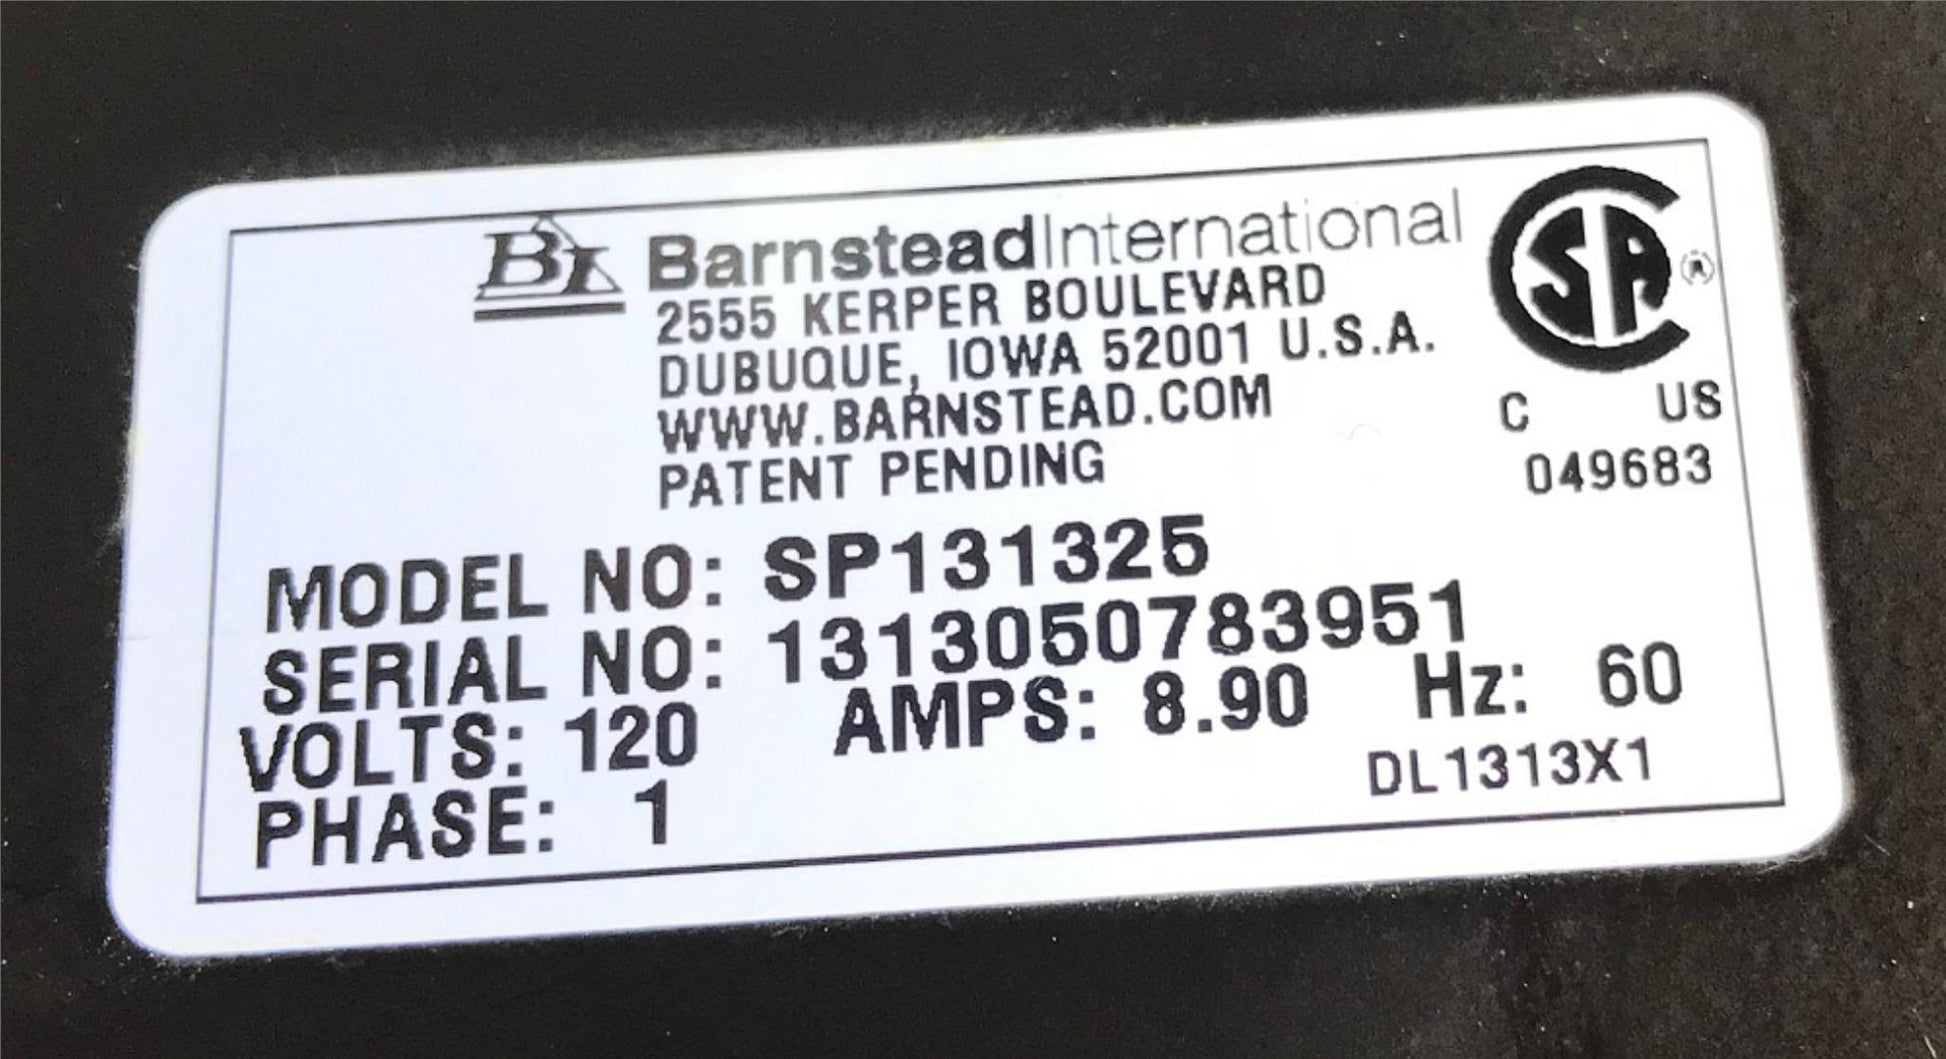 BI BarnsteadInternational
2555 KERPER BOULEVARD
DUBUQUE, IOWA 52001 U.S.A.
WWW.BARNSTEAD.COM
PATENT PENDING
SA ®
C US
049683
MODEL NO: SP131325
SERIAL NO: 1313050783951
VOLTS: 120 AMPS: 8.90 Hz: 60
PHASE: 1
DL1313X1